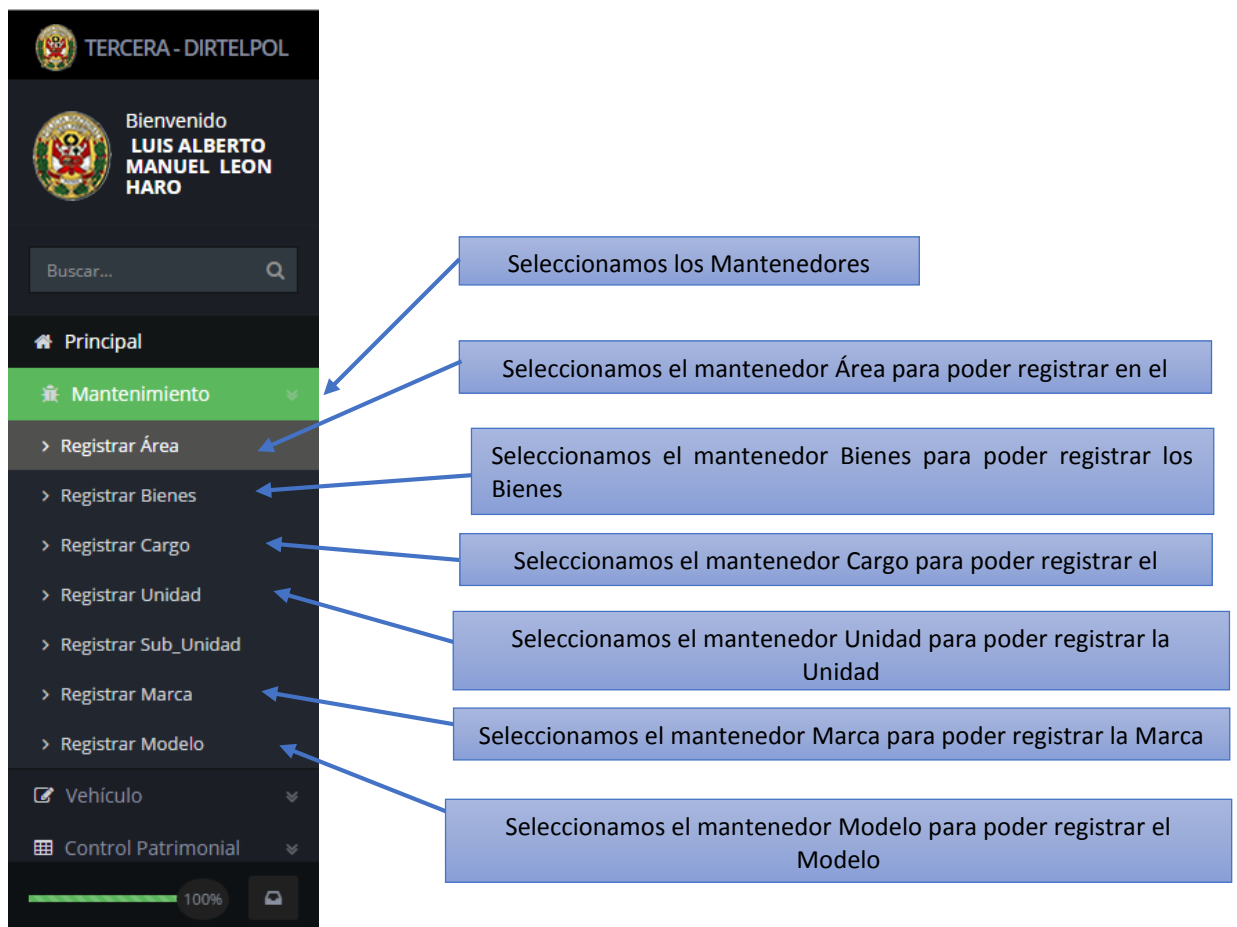 TERCERA - DIRTELPOL
Bienvenido
LUIS ALBERTO
MANUEL LEON
HARO
Buscar...
Principal
Mantenimiento
Registrar Área
Registrar Bienes
Registrar Cargo
Registrar Unidad
Registrar Sub_Unidad
Registrar Marca
Registrar Modelo
Vehículo
Control Patrimonial
100%
Seleccionamos los Mantenedores
Seleccionamos el mantenedor Área para poder registrar en el
Seleccionamos el mantenedor Bienes para poder registrar los
Bienes
Seleccionamos el mantenedor Cargo para poder registrar el
Seleccionamos el mantenedor Unidad para poder registrar la
Unidad
Seleccionamos el mantenedor Marca para poder registrar la Marca
Seleccionamos el mantenedor Modelo para poder registrar el
Modelo